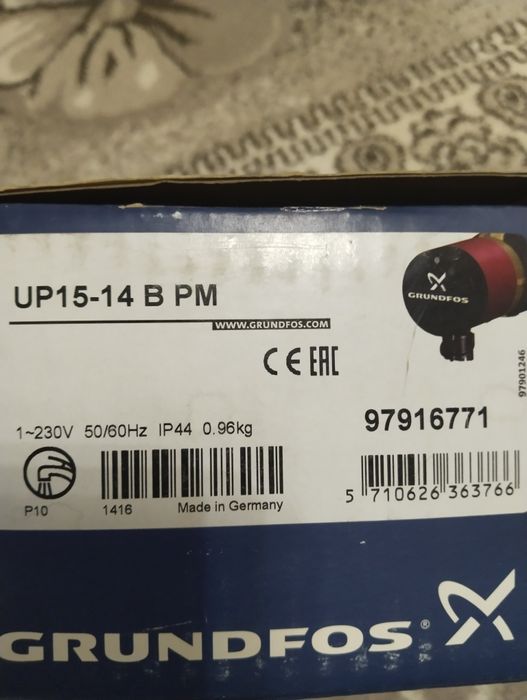 UP15-14 B PM
WWW.GRUNDFOS.COM
GRUNDFOS
CE EAC
97901246
1~230V 50/60Hz IP44 0.96kg
97916771
P10
1416 Made in Germany
5 710626 363766
GRUNDFOS®